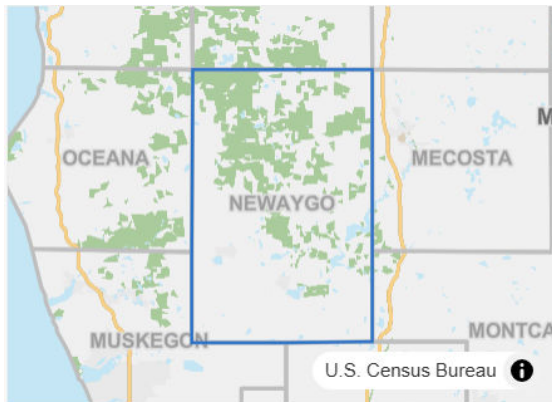 M
OCEANA
MECOSTA
NEWAYGO
MUSKEGON
MONTCA
U.S. Census Bureau